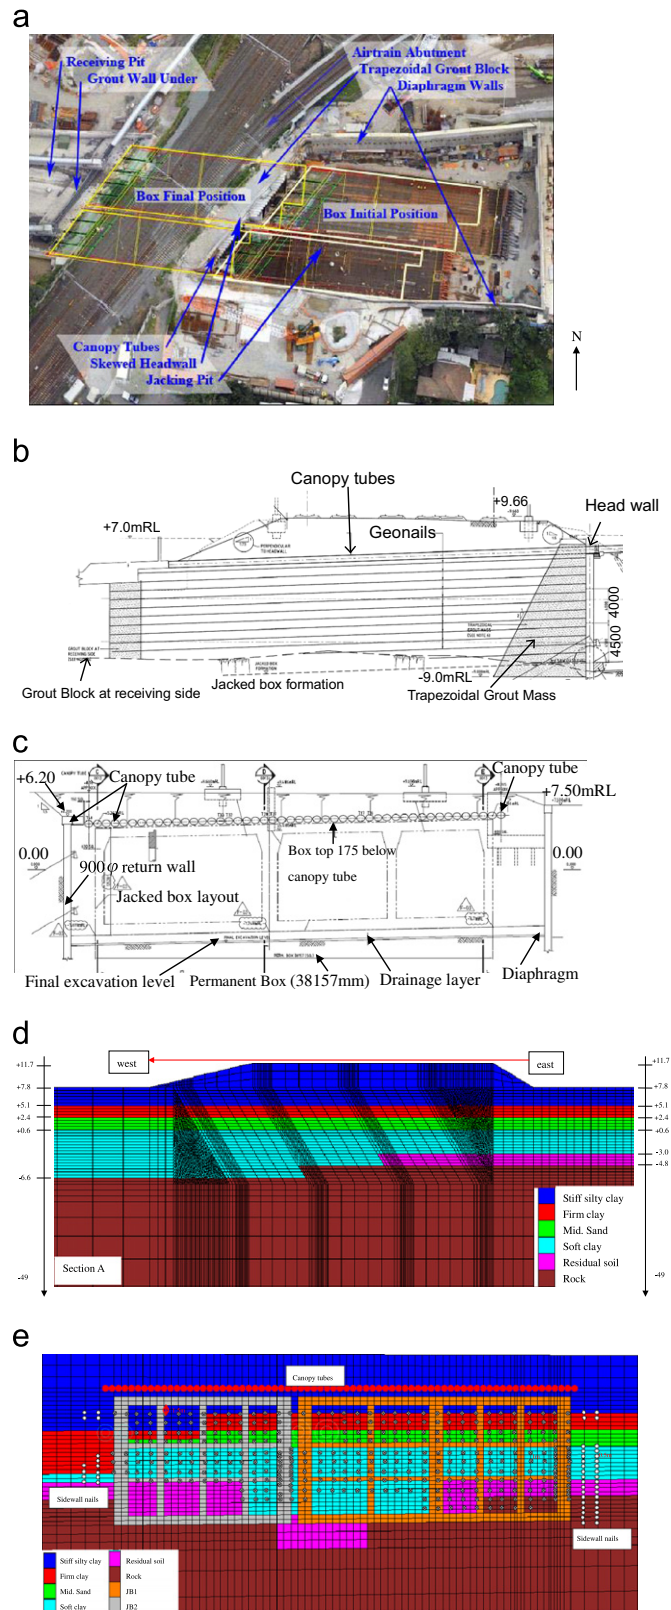 a
Receiving Pit
Grout Wall Under
Airtrain Abutment
Trapezoidal Grout Block
Diaphragm Walls
Box Final Position
Box Initial Position
Canopy Tubes
Skewed Headwall
Jacking Pit
N
b
Canopy tubes
+9.66
Head wall
+7.0mRL
Geonails
4000
4500
-9.0mRL
Grout Block at receiving side
Jacked box formation
Trapezoidal Grout Mass
c
Canopy tube
+6.20
Canopy tube
+7.50mRL
0.00
Box top 175 below
canopy tube
0.00
900φ return wall
Jacked box layout
Final excavation level
Permanent Box (38157mm)
Drainage layer
Diaphragm
d
west
east
+11.7
+7.8
+5.1
+2.4
+0.6
-6.6
-49
+11.7
+7.8
+5.1
+2.4
+0.6
-3.0
-4.8
-49
Stiff silty clay
Firm clay
Mid. Sand
Soft clay
Residual soil
Rock
Section A
e
Canopy tubes
Sidewall nails
Sidewall nails
Stiff silty clay
Firm clay
Mid. Sand
Soft clay
Residual soil
Rock
JB1
JB2